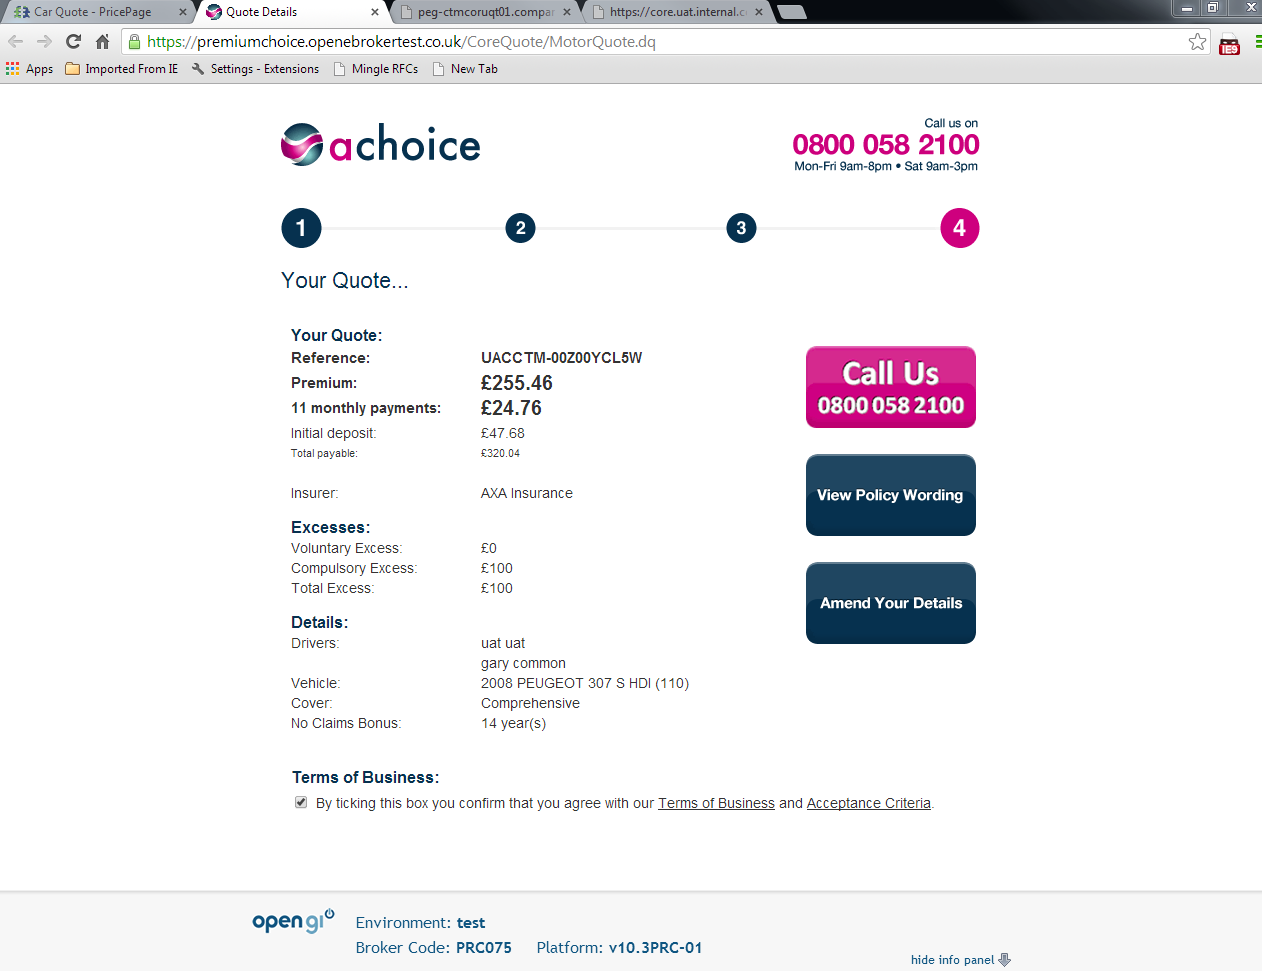 Car Quote - PricePage
Quote Details
peg-ctmcoruqt01.compar
https://core.uat.internal.c
https://premiumchoice.openebrokertest.co.uk/CoreQuote/MotorQuote.dq
IE9
Apps Imported From IE Settings - Extensions Mingle RFCs New Tab
achoice
Call us on
0800 058 2100
Mon-Fri 9am-8pm • Sat 9am-3pm
1 2 3 4
Your Quote...
Your Quote:
Reference: UACCTM-00Z00YCL5W
Premium: £255.46
11 monthly payments: £24.76
Initial deposit: £47.68
Total payable: £320.04
Insurer: AXA Insurance
Excesses:
Voluntary Excess: £0
Compulsory Excess: £100
Total Excess: £100
Details:
Drivers: uat uat
gary common
Vehicle: 2008 PEUGEOT 307 S HDI (110)
Cover: Comprehensive
No Claims Bonus: 14 year(s)
Call Us
0800 058 2100
View Policy Wording
Amend Your Details
Terms of Business:
By ticking this box you confirm that you agree with our Terms of Business and Acceptance Criteria.
open gi
Environment: test
Broker Code: PRC075 Platform: v10.3PRC-01
hide info panel